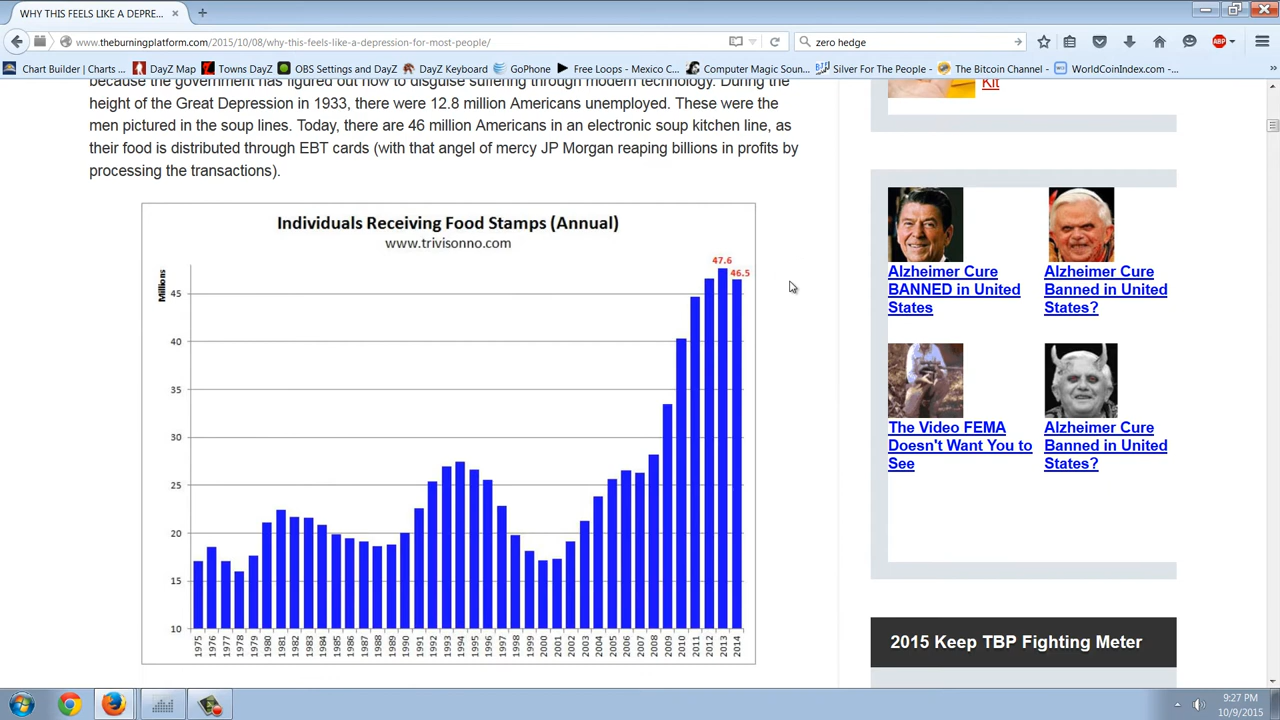 WHY THIS FEELS LIKE A DEPRE...
www.theburningplatform.com/2015/10/08/why-this-feels-like-a-depression-for-most-people/
zero hedge
ABP
Chart Builder | Charts ...
DayZ Map
Towns DayZ
OBS Settings and DayZ
DayZ Keyboard
GoPhone
Free Loops - Mexico C...
Computer Magic Soun...
Silver For The People - ...
The Bitcoin Channel - ...
WorldCoinIndex.com -...
because the government has figured out how to disguise suffering through modern technology. During the
height of the Great Depression in 1933, there were 12.8 million Americans unemployed. These were the
men pictured in the soup lines. Today, there are 46 million Americans in an electronic soup kitchen line, as
their food is distributed through EBT cards (with that angel of mercy JP Morgan reaping billions in profits by
processing the transactions).
Individuals Receiving Food Stamps (Annual)
www.trivisonno.com
Millions
47.6
46.5
45
40
35
30
25
20
15
10
1975 1976 1977 1978 1979 1980 1981 1982 1983 1984 1985 1986 1987 1988 1989 1990 1991 1992 1993 1994 1995 1996 1997 1998 1999 2000 2001 2002 2003 2004 2005 2006 2007 2008 2009 2010 2011 2012 2013 2014
Kit
Alzheimer Cure
BANNED in United
States
Alzheimer Cure
Banned in United
States?
The Video FEMA
Doesn't Want You to
See
Alzheimer Cure
Banned in United
States?
2015 Keep TBP Fighting Meter
9:27 PM
10/9/2015